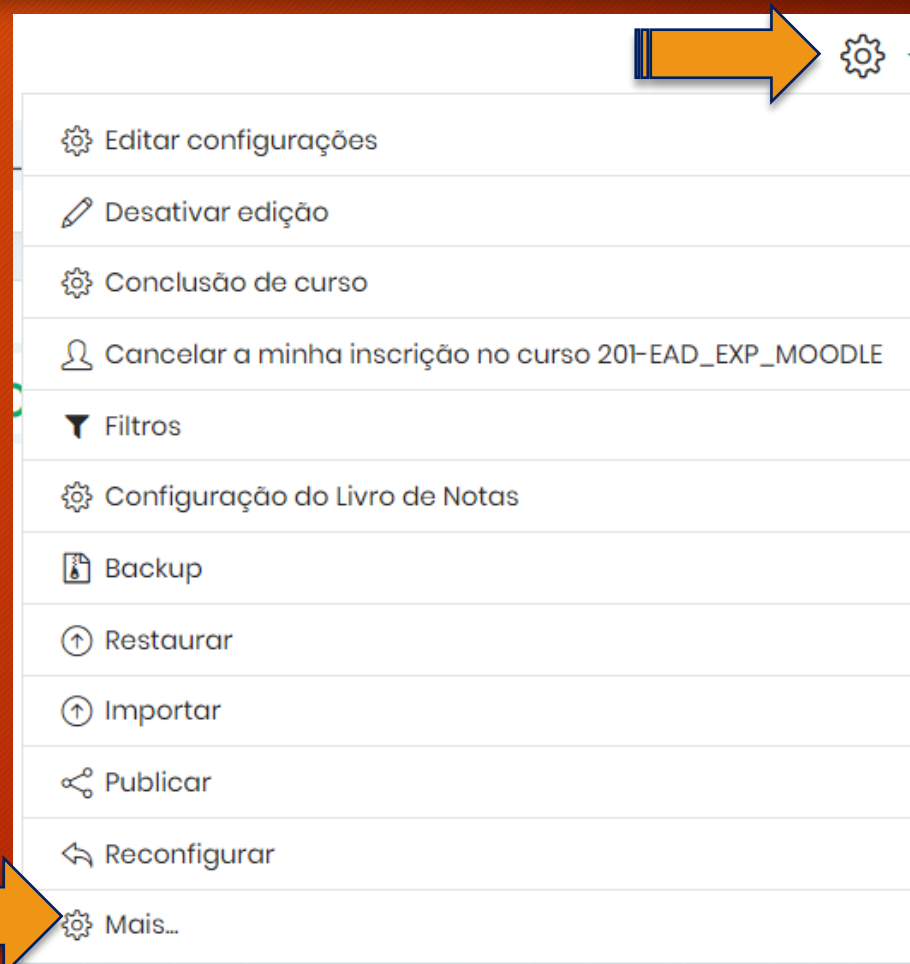 Editar configurações
Desativar edição
Conclusão de curso
Cancelar a minha inscrição no curso 201-EAD_EXP_MOODLE
Filtros
Configuração do Livro de Notas
Backup
Restaurar
Importar
Publicar
Reconfigurar
Mais...